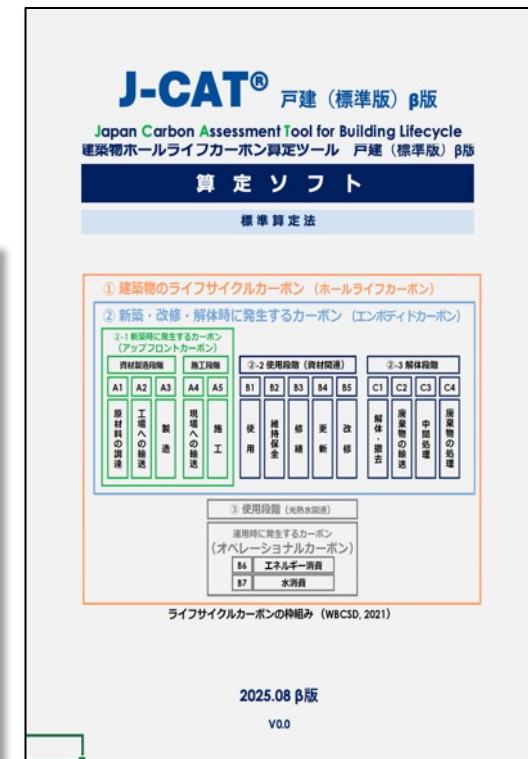 J-CAT® 戸建（標準版）β版
Japan Carbon Assessment Tool for Building Lifecycle
建築物ホールライフカーボン算定ツール 戸建（標準版）β版
算定ソフト
標準算定法
① 建築物のライフサイクルカーボン（ホールライフカーボン）
② 新築・改修・解体時に発生するカーボン（エンボディドカーボン）
②-1 新築時に発生するカーボン
（アップフロントカーボン）
資材製造段階 施工段階 ②-2 使用段階（資材関連） ②-3 解体段階
A1 A2 A3 A4 A5 B1 B2 B3 B4 B5 C1 C2 C3 C4
原材料の調達 工場への輸送 製造 現場への輸送 施工 使用 維持保全 修繕 更新 改修 解体・撤去 廃棄物の輸送 中間処理 廃棄物の処理
③ 使用段階（光熱水関連）
運用時に発生するカーボン
（オペレーショナルカーボン）
B6 エネルギー消費
B7 水消費
ライフサイクルカーボンの枠組み（WBCSD, 2021）
2025.08 β版
V0.0